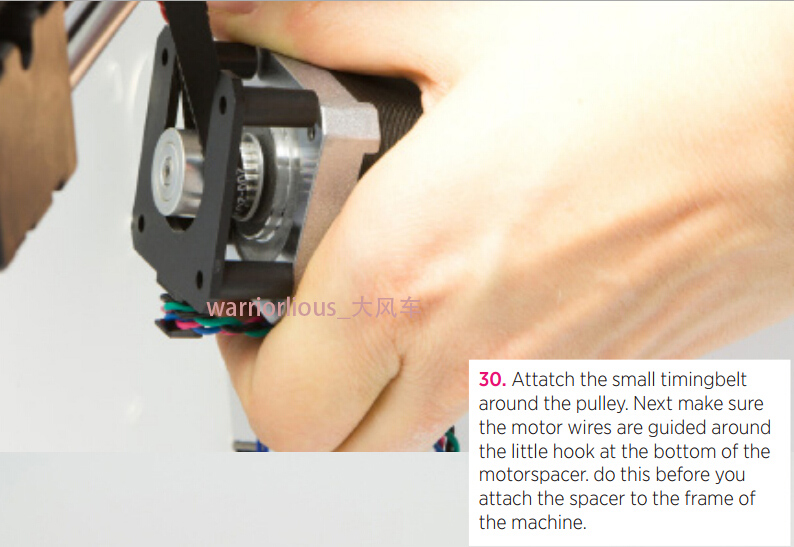 warriorlious_大风车
30. Attatch the small timingbelt
around the pulley. Next make sure
the motor wires are guided around
the little hook at the bottom of the
motorspacer. do this before you
attach the spacer to the frame of
the machine.